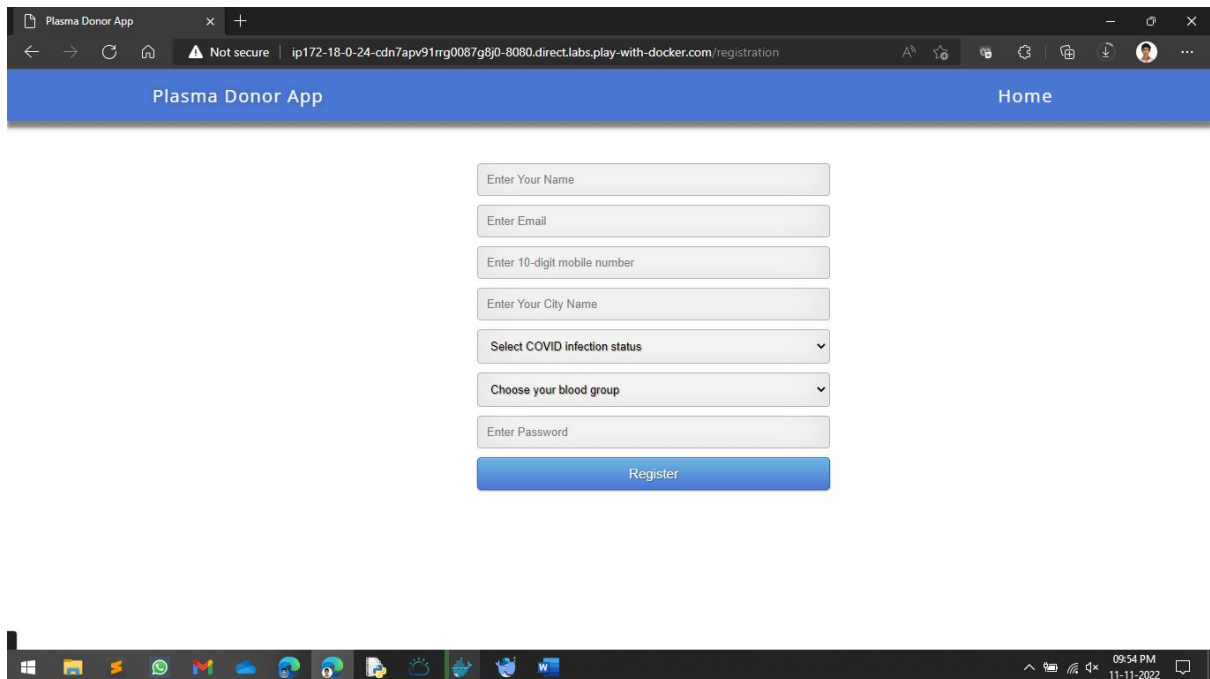 Plasma Donor App
Not secure ip172-18-0-24-cdn7apv91rrg0087g8j0-8080.direct.labs.play-with-docker.com/registration
Plasma Donor App Home
Enter Your Name
Enter Email
Enter 10-digit mobile number
Enter Your City Name
Select COVID infection status
Choose your blood group
Enter Password
Register
09:54 PM
11-11-2022